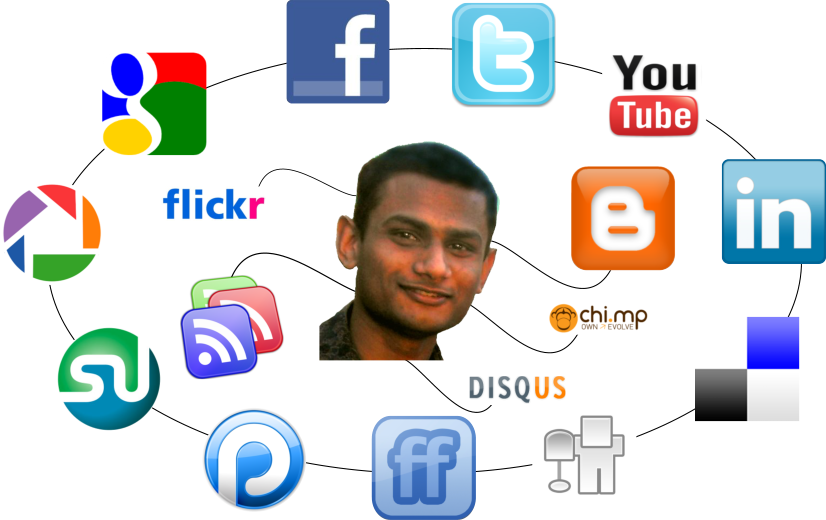 f
t
You
Tube
g
flickr
B
in
chi.mp
OWN EVOLVE
su
DISQUS
p
ff